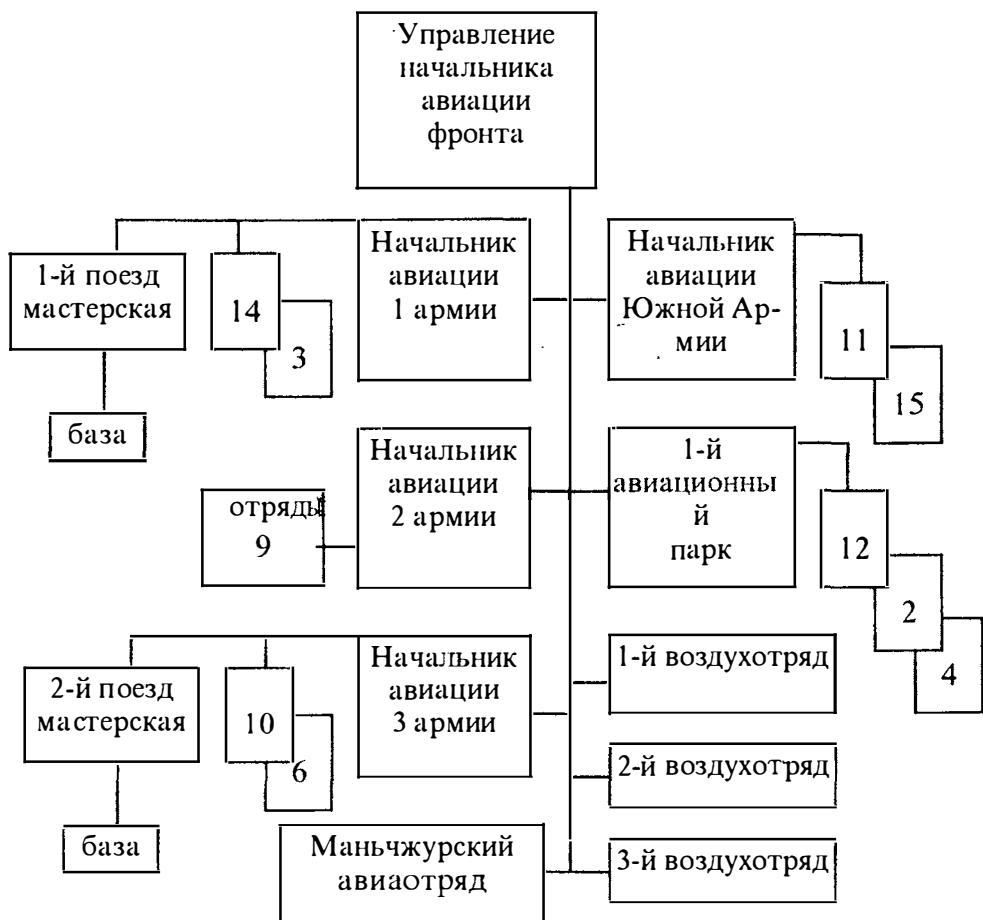 Управление
начальника
авиации
фронта
1-й поезд
мастерская
база
14
3
Начальник
авиации
1 армии
Начальник
авиации
Южной Ар-
мии
11
15
отряды
9
Начальник
авиации
2 армии
1-й
авиационны
й
парк
12
2
4
2-й поезд
мастерская
база
10
6
Начальник
авиации
3 армии
1-й воздухотряд
2-й воздухотряд
Маньчжурский
авиаотряд
3-й воздухотряд